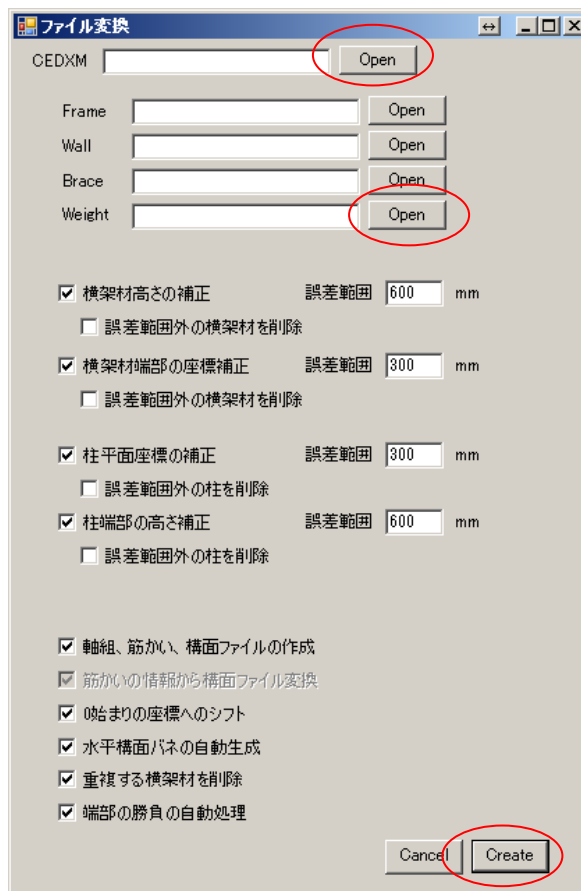 ファイル変換
CEDXM Open
Frame Open
Wall Open
Brace Open
Weight Open
横架材高さの補正 誤差範囲 600 mm
誤差範囲外の横架材を削除
横架材端部の座標補正 誤差範囲 300 mm
誤差範囲外の横架材を削除
柱平面座標の補正 誤差範囲 300 mm
誤差範囲外の柱を削除
柱端部の高さ補正 誤差範囲 600 mm
誤差範囲外の柱を削除
軸組、筋かい、構面ファイルの作成
筋かいの情報から構面ファイル変換
0始まりの座標へのシフト
水平構面バネの自動生成
重複する横架材を削除
端部の勝負の自動処理
Cancel Create